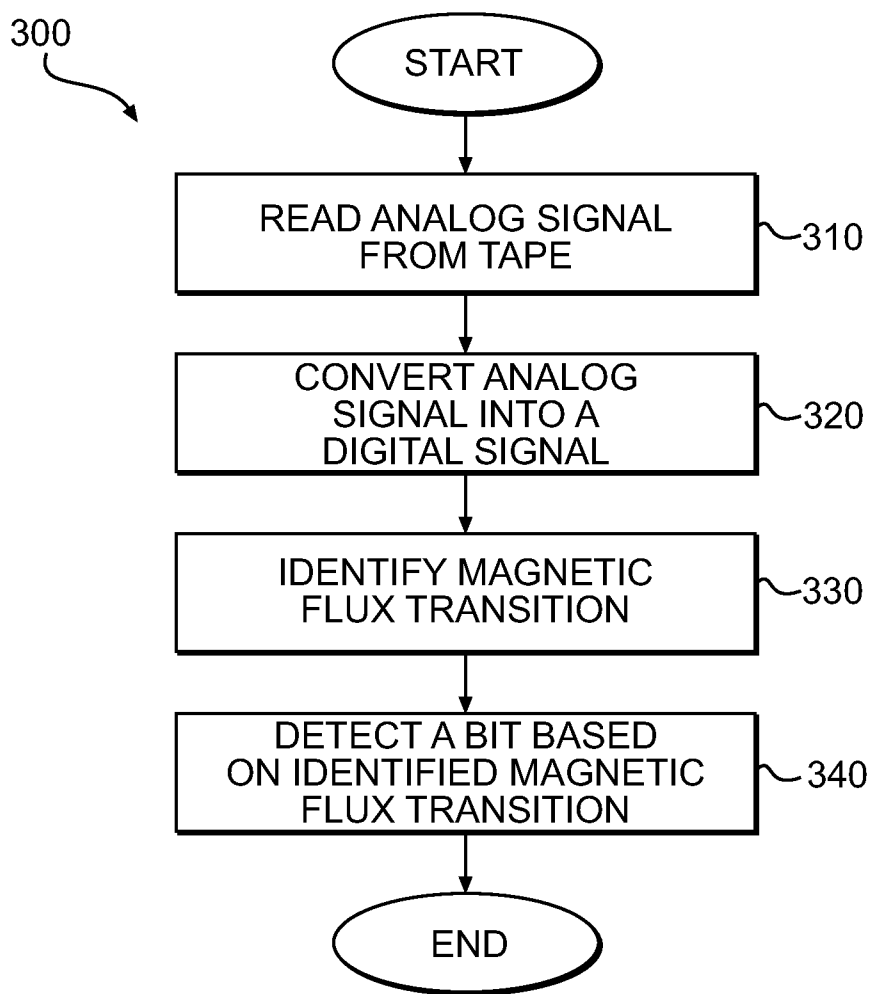 300
START
READ ANALOG SIGNAL
FROM TAPE
310
CONVERT ANALOG
SIGNAL INTO A
DIGITAL SIGNAL
320
IDENTIFY MAGNETIC
FLUX TRANSITION
330
DETECT A BIT BASED
ON IDENTIFIED MAGNETIC
FLUX TRANSITION
340
END